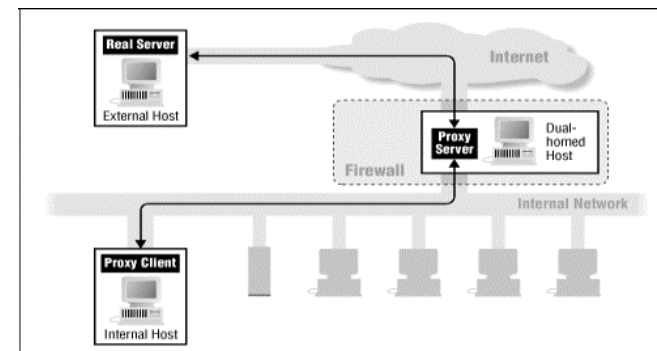 Real Server
External Host
Internet
Proxy
Server
Dual-
homed
Host
Firewall
Internal Network
Proxy Client
Internal Host